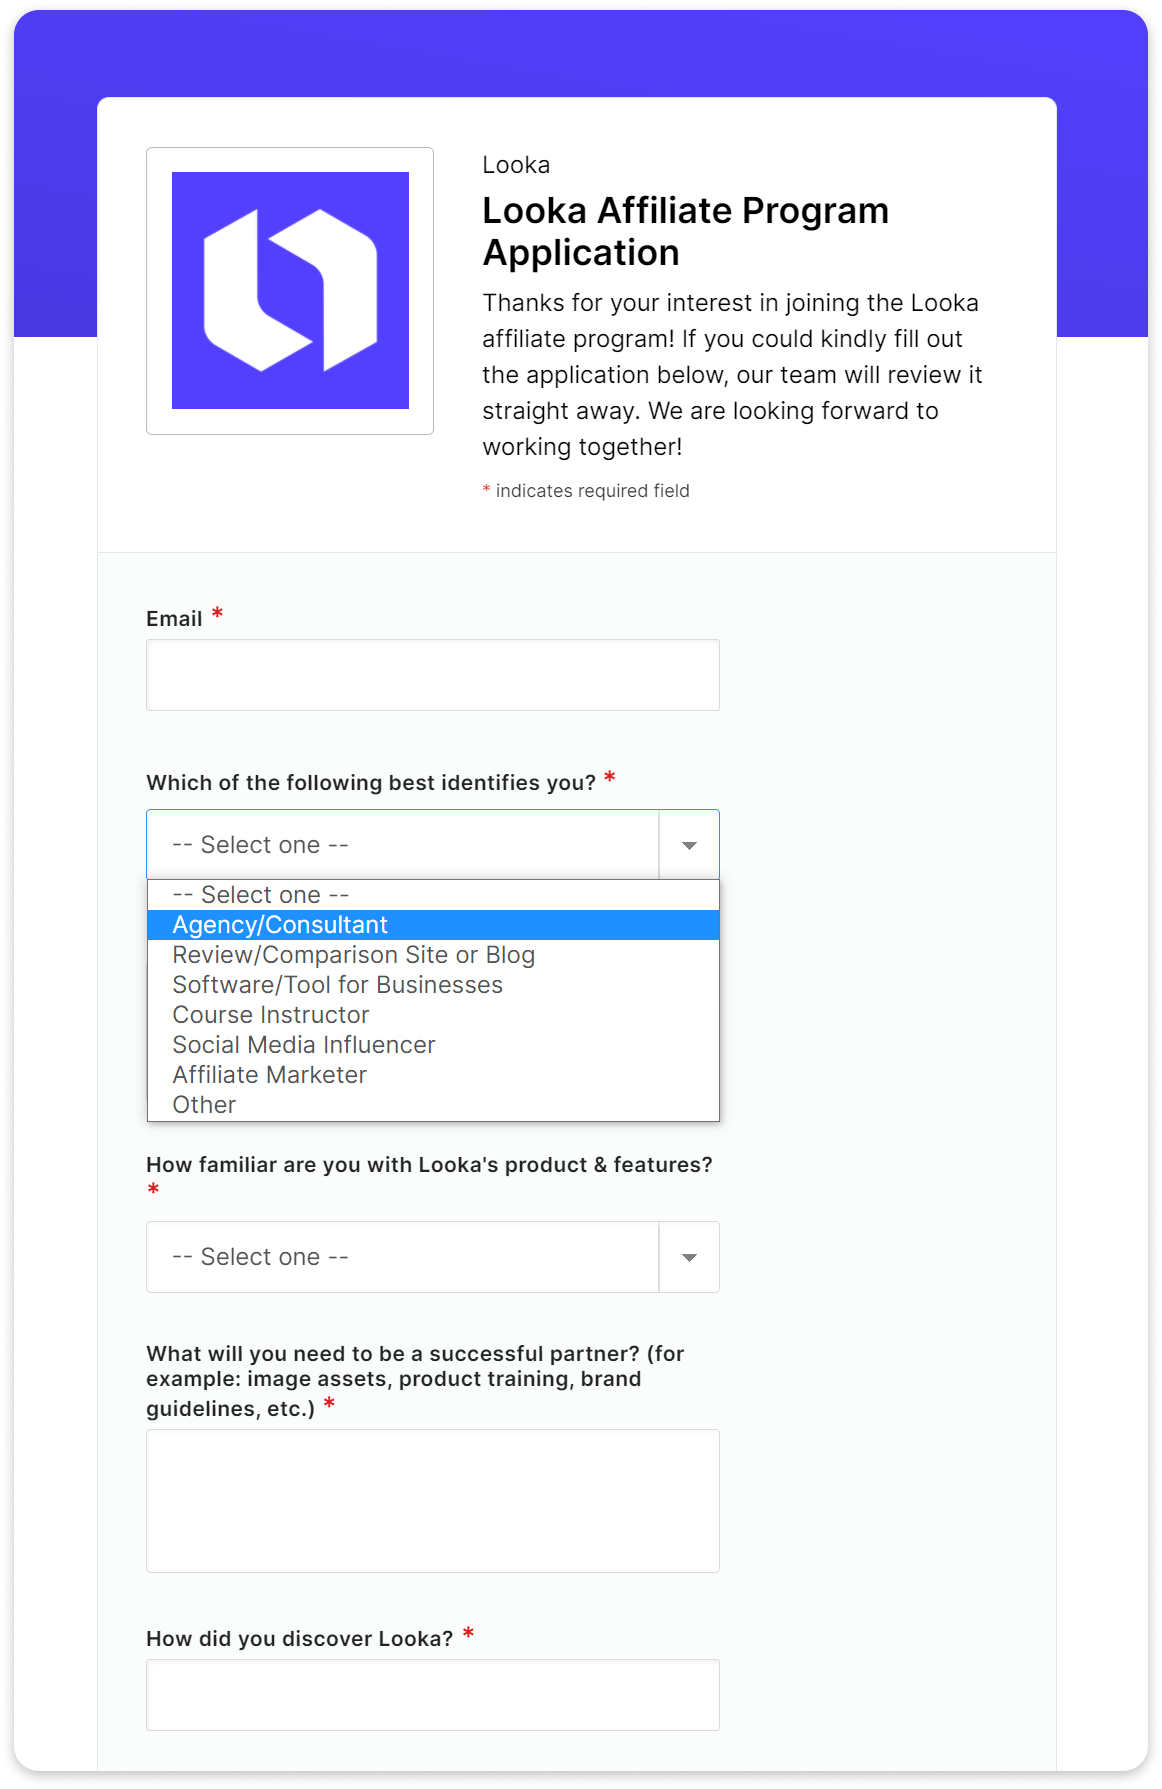 Looka
Looka Affiliate Program
Application
Thanks for your interest in joining the Looka
affiliate program! If you could kindly fill out
the application below, our team will review it
straight away. We are looking forward to
working together!
* indicates required field
Email *
Which of the following best identifies you? *
-- Select one --
-- Select one --
Agency/Consultant
Review/Comparison Site or Blog
Software/Tool for Businesses
Course Instructor
Social Media Influencer
Affiliate Marketer
Other
How familiar are you with Looka's product & features?
*
-- Select one --
What will you need to be a successful partner? (for
example: image assets, product training, brand
guidelines, etc.) *
How did you discover Looka? *